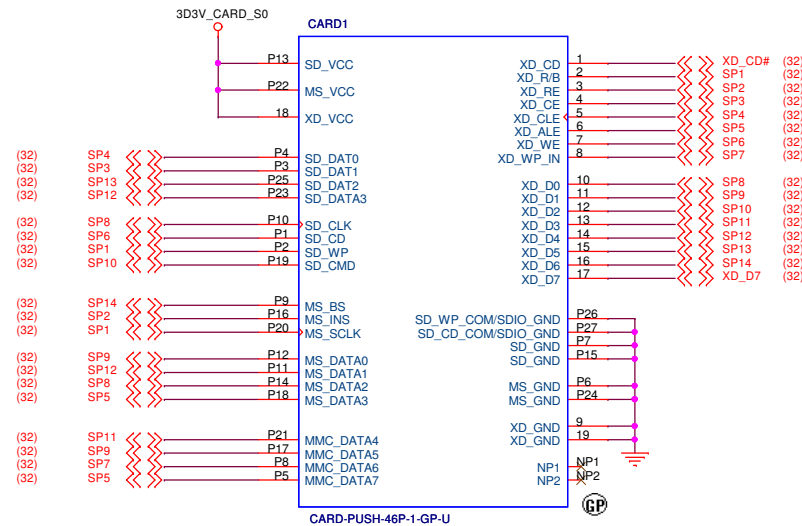 3D3V_CARD_S0
CARD1
P13 SD_VCC
P22 MS_VCC
18 XD_VCC
(32) SP4 P4 SD_DAT0
(32) SP3 P3 SD_DAT1
(32) SP13 P25 SD_DAT2
(32) SP12 P23 SD_DATA3
(32) SP8 P10 SD_CLK
(32) SP6 P1 SD_CD
(32) SP1 P2 SD_WP
(32) SP10 P19 SD_CMD
(32) SP14 P9 MS_BS
(32) SP2 P16 MS_INS
(32) SP1 P20 MS_SCLK
(32) SP9 P12 MS_DATA0
(32) SP12 P11 MS_DATA1
(32) SP8 P14 MS_DATA2
(32) SP5 P18 MS_DATA3
(32) SP11 P21 MMC_DATA4
(32) SP9 P17 MMC_DATA5
(32) SP7 P8 MMC_DATA6
(32) SP5 P5 MMC_DATA7
XD_CD 1 XD_CD# (32)
XD_R/B 2 SP1 (32)
XD_RE 3 SP2 (32)
XD_CE 4 SP3 (32)
XD_CLE 5 SP4 (32)
XD_ALE 6 SP5 (32)
XD_WE 7 SP6 (32)
XD_WP_IN 8 SP7 (32)
XD_D0 10 SP8 (32)
XD_D1 11 SP9 (32)
XD_D2 12 SP10 (32)
XD_D3 13 SP11 (32)
XD_D4 14 SP12 (32)
XD_D5 15 SP13 (32)
XD_D6 16 SP14 (32)
XD_D7 17 XD_D7 (32)
SD_WP_COM/SDIO_GND P26
SD_CD_COM/SDIO_GND P27
SD_GND P7
SD_GND P15
MS_GND P6
MS_GND P24
XD_GND 9
XD_GND 19
NP1 NP1
NP2 NP2
GP
CARD-PUSH-46P-1-GP-U